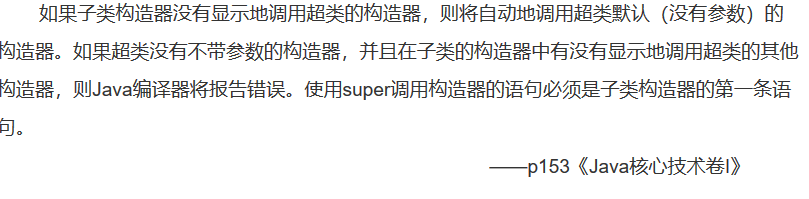 如果子类构造器没有显示地调用超类的构造器，则将自动地调用超类默认（没有参数）的
构造器。如果超类没有不带参数的构造器，并且在子类的构造器中有没有显示地调用超类的其他
构造器，则Java编译器将报告错误。使用super调用构造器的语句必须是子类构造器的第一条语
句。
——p153《Java核心技术卷I》